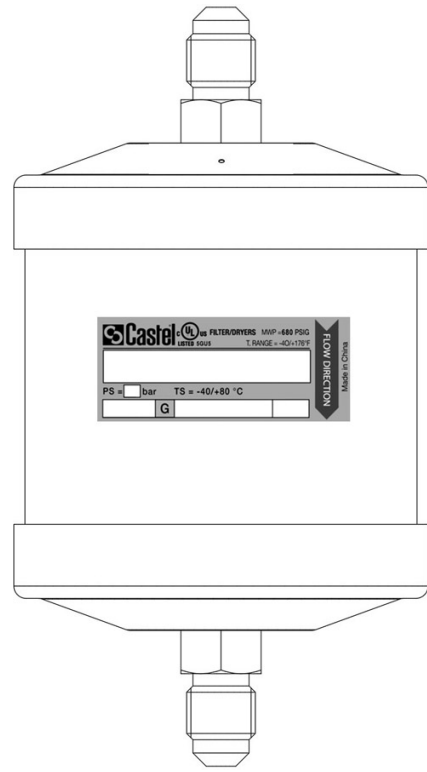 Castel c UL us LISTED SGUS FILTER/DRYERS MWP = 680 PSIG
T. RANGE = -40/+176°F
PS = bar TS = -40/+80 °C
G
FLOW DIRECTION
Made in China